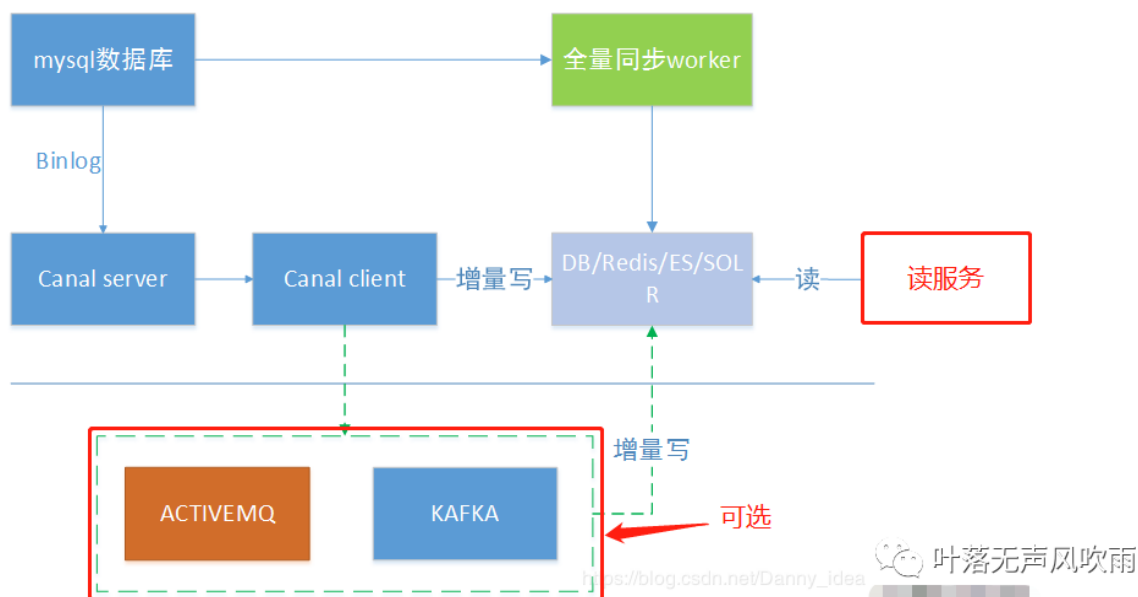 mysql数据库
全量同步worker
Binlog
Canal server
Canal client
增量写
DB/Redis/ES/SOL
R
读
读服务
增量写
ACTIVEMQ
KAFKA
可选
叶落无声风吹雨
https://blog.csdn.net/Danny_idea